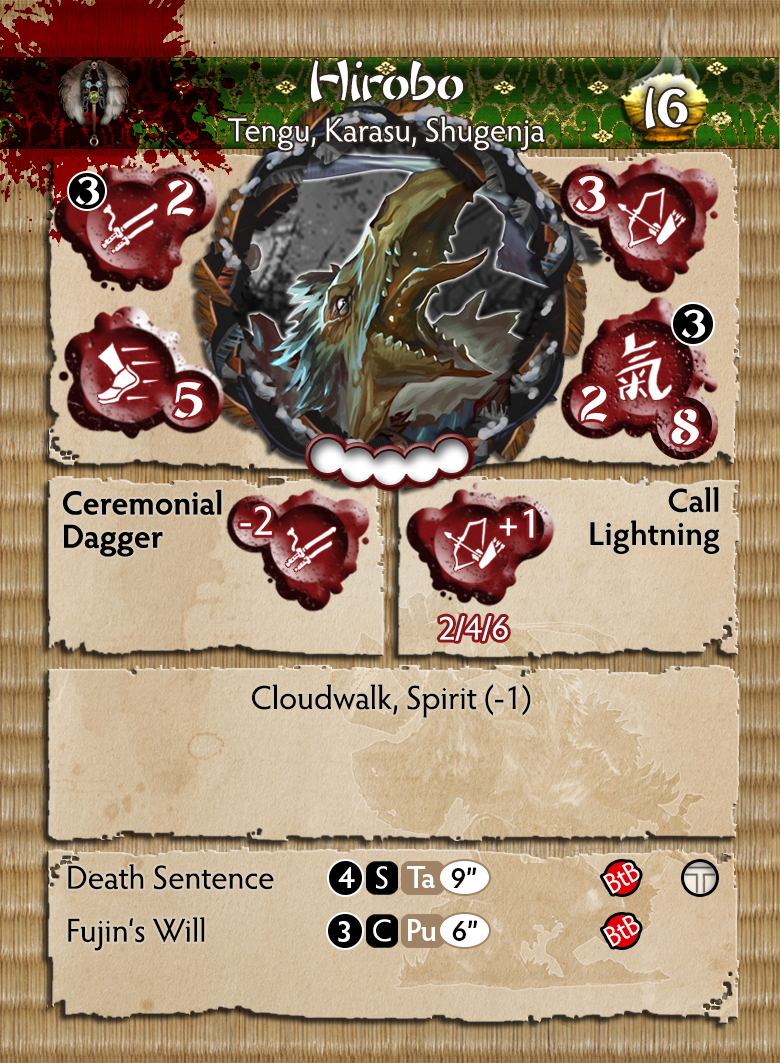 Hirobo
16
Tengu, Karasu, Shugenja
3 2
3
5
氣 3
2 8
Ceremonial
Dagger
-2
+1
2/4/6
Call
Lightning
Cloudwalk, Spirit (-1)
Death Sentence 4 S Ta 9" BtB T
Fujin's Will 3 C Pu 6" BtB